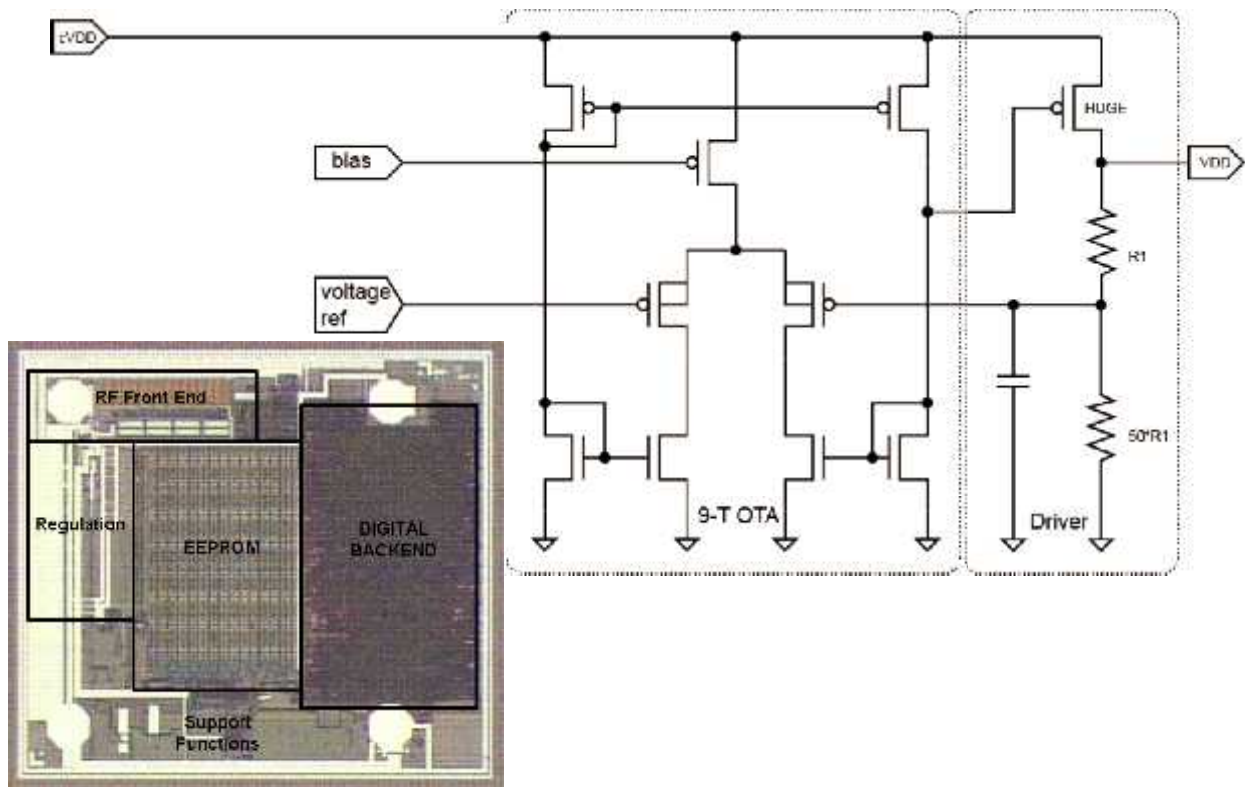 rVDD
HUGE
bias
VDD
R1
voltage
ref
RF Front End
50*R1
9-T OTA
Driver
Regulation
EEPROM
DIGITAL
BACKEND
Support
Functions